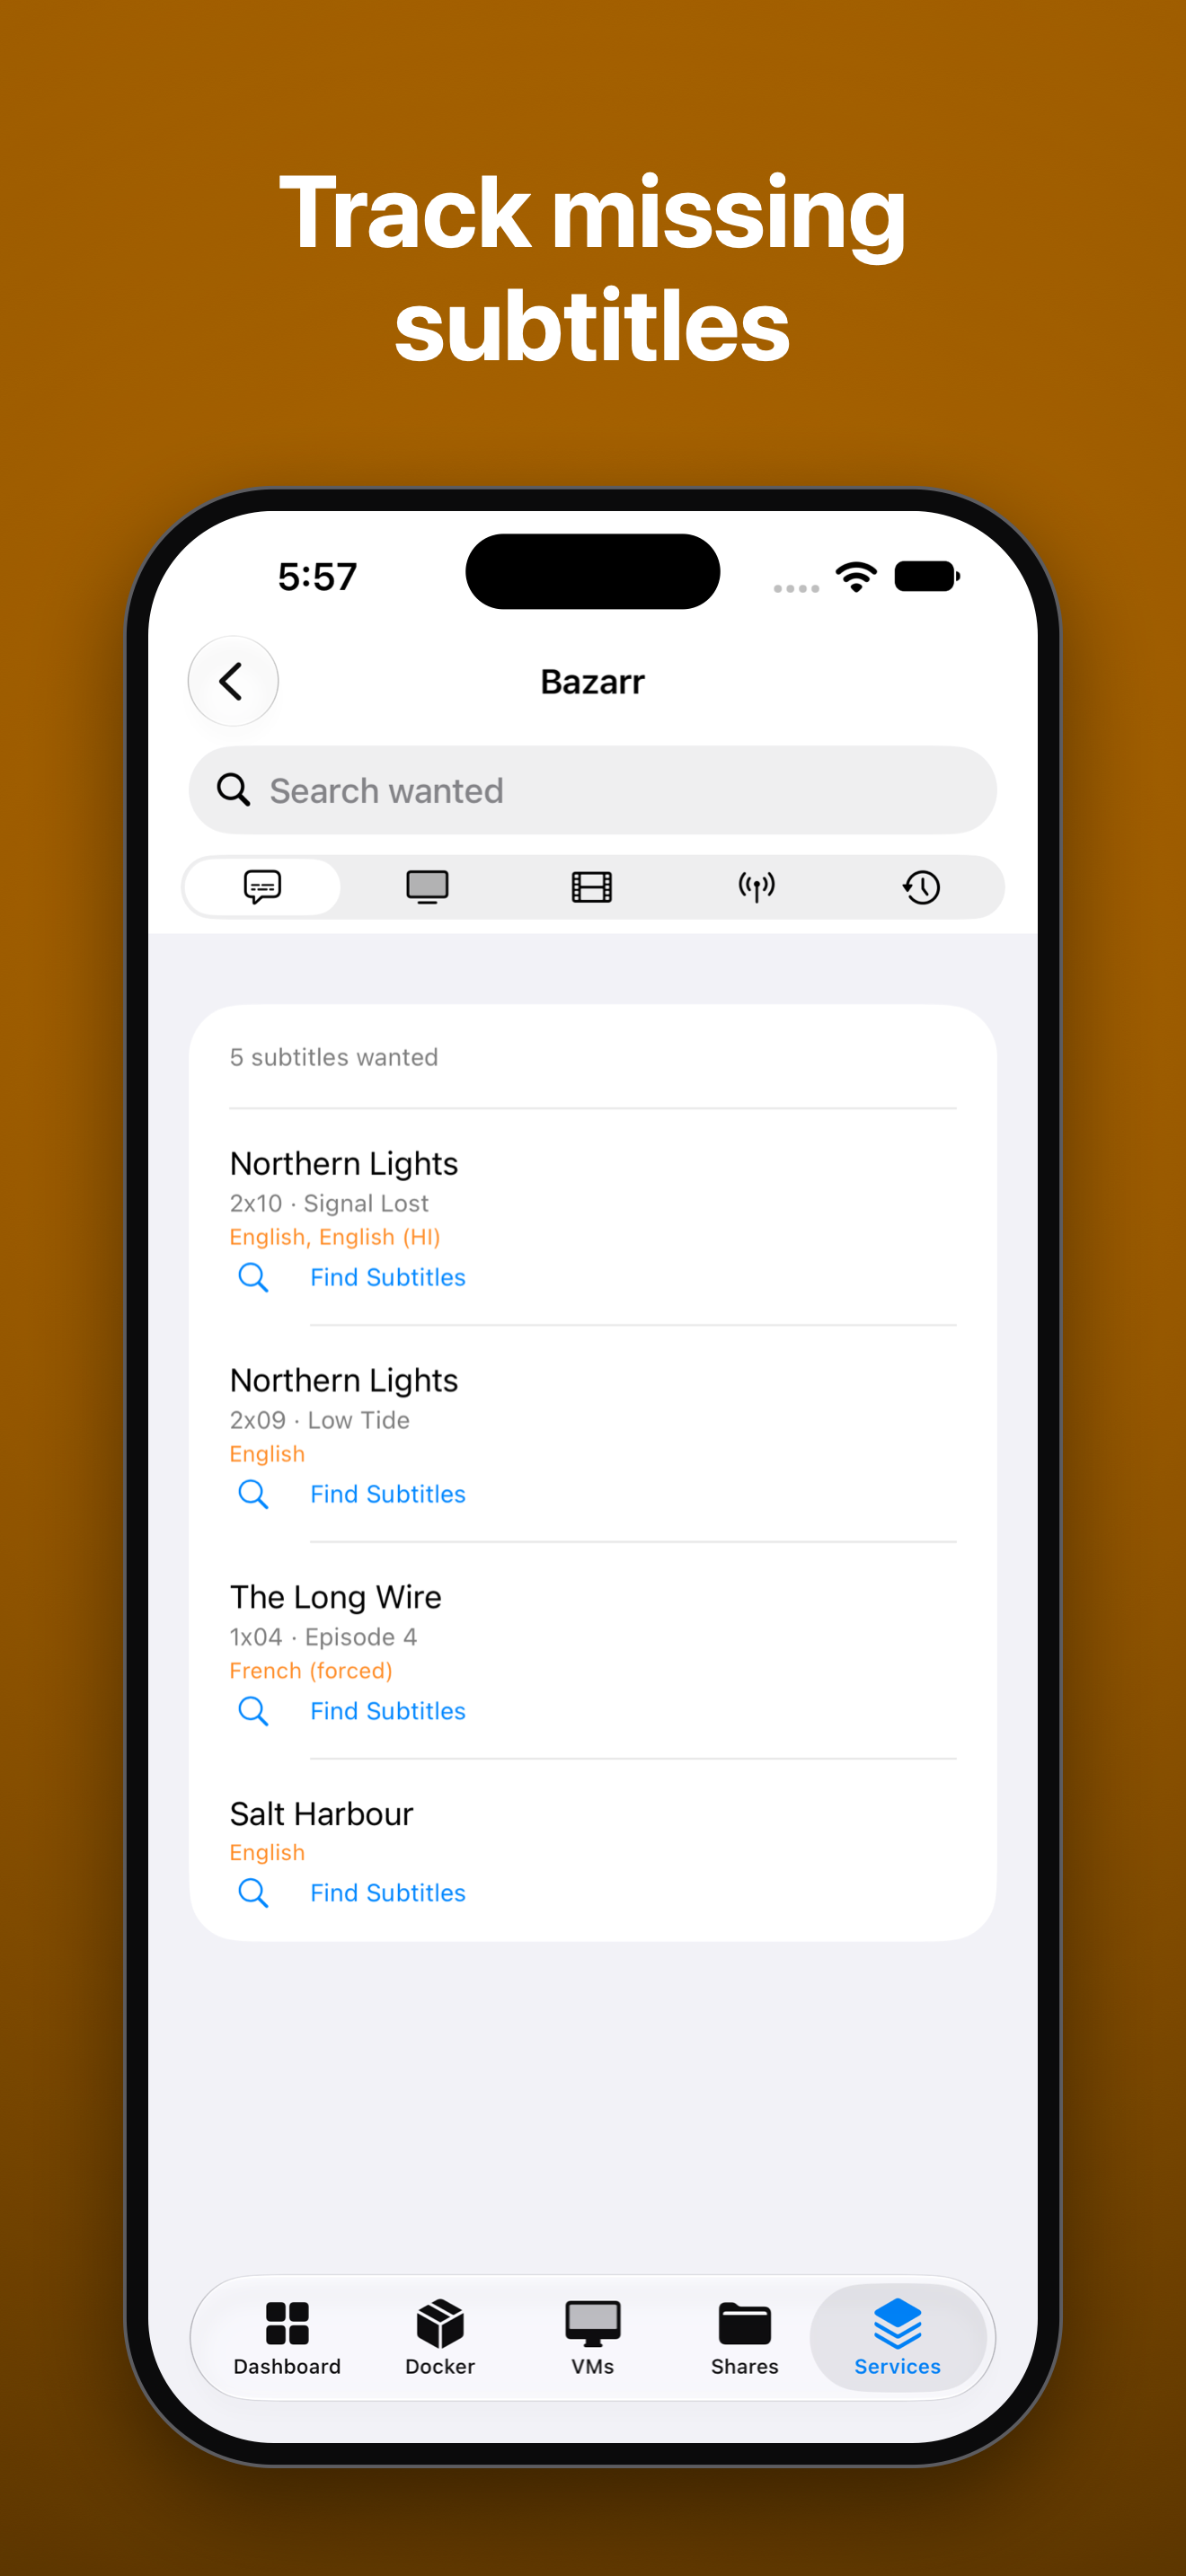 Track missing
subtitles
5:57
Bazarr
Search wanted
5 subtitles wanted
Northern Lights
2x10 · Signal Lost
English, English (HI)
Find Subtitles
Northern Lights
2x09 · Low Tide
English
Find Subtitles
The Long Wire
1x04 · Episode 4
French (forced)
Find Subtitles
Salt Harbour
English
Find Subtitles
Dashboard Docker VMs Shares Services